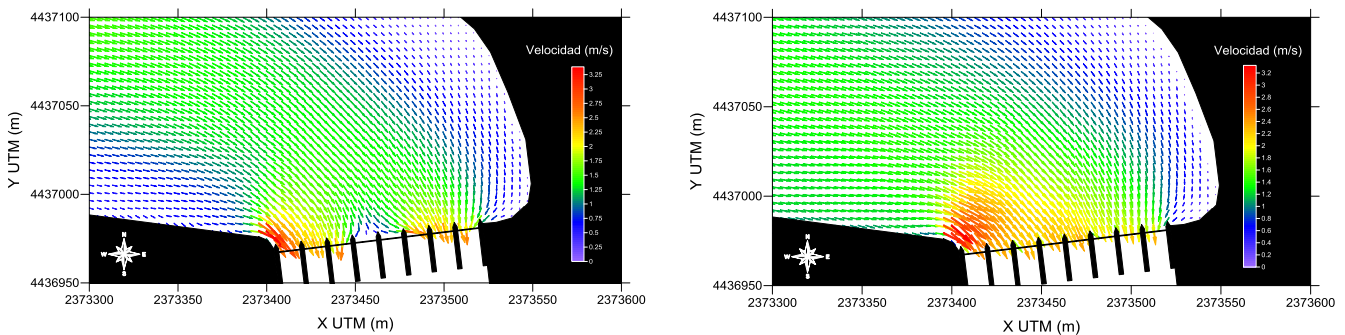 4437100
4437050
4437000
4436950
Y UTM (m)
Velocidad (m/s)
3.25
3
2.75
2.5
2.25
2
1.75
1.5
1.25
1
0.75
0.5
0.25
0
N
W E
S
2373300 2373350 2373400 2373450 2373500 2373550 2373600
X UTM (m)
4437100
4437050
4437000
4436950
Y UTM (m)
Velocidad (m/s)
3.2
3
2.8
2.6
2.4
2.2
2
1.8
1.6
1.4
1.2
1
0.8
0.6
0.4
0.2
0
N
W E
S
2373300 2373350 2373400 2373450 2373500 2373550 2373600
X UTM (m)